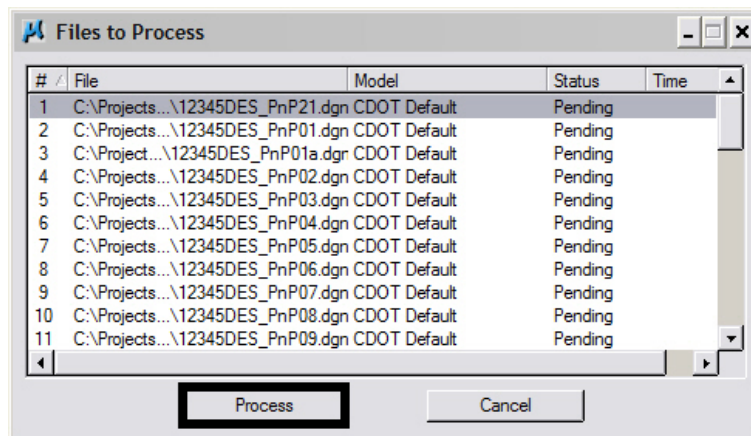 Files to Process
# File Model Status Time
1 C:\Projects...\12345DES_PnP21.dgn CDOT Default Pending
2 C:\Projects...\12345DES_PnP01.dgn CDOT Default Pending
3 C:\Project...\12345DES_PnP01a.dgn CDOT Default Pending
4 C:\Projects...\12345DES_PnP02.dgn CDOT Default Pending
5 C:\Projects...\12345DES_PnP03.dgn CDOT Default Pending
6 C:\Projects...\12345DES_PnP04.dgn CDOT Default Pending
7 C:\Projects...\12345DES_PnP05.dgn CDOT Default Pending
8 C:\Projects...\12345DES_PnP06.dgn CDOT Default Pending
9 C:\Projects...\12345DES_PnP07.dgn CDOT Default Pending
10 C:\Projects...\12345DES_PnP08.dgn CDOT Default Pending
11 C:\Projects...\12345DES_PnP09.dgn CDOT Default Pending
Process Cancel